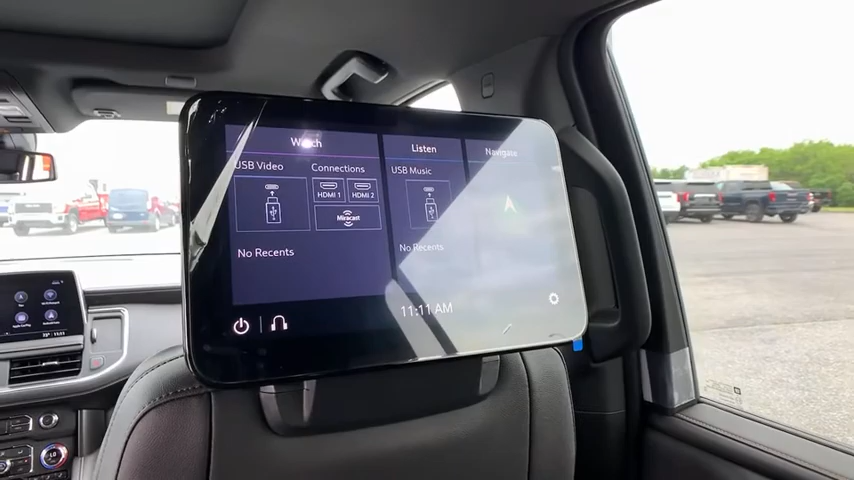 Watch
Listen
Navigate
USB Video
Connections
USB Music
HDMI 1
HDMI 2
Miracast
No Recents
No Recents
11:11 AM